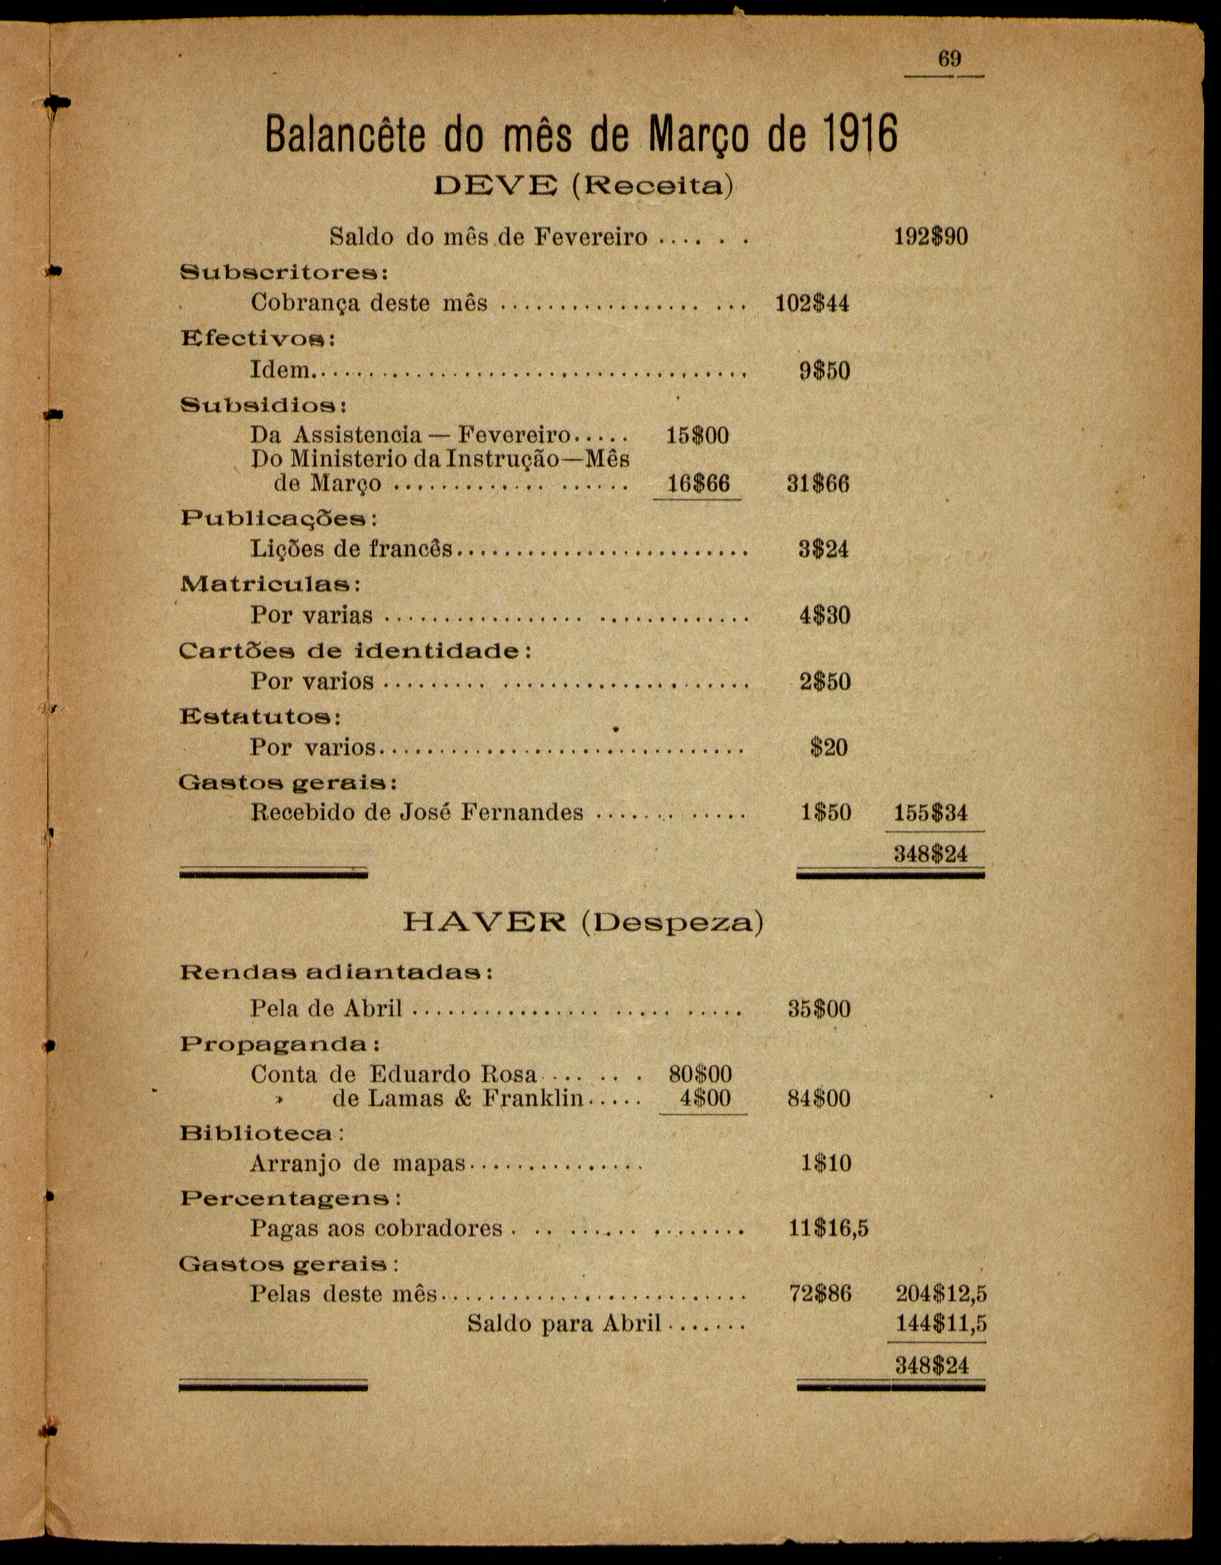 69
Balancête do mês de Março de 1916
DEVE (Receita)
Saldo do mês de Fevereiro ...... 192$90
Subscritores:
Cobrança deste mês .................... 102$44
Efectivos:
Idem.................................... 9$50
Subsidios:
Da Assistencia — Fevereiro..... 15$00
Do Ministerio da Instrução—Mês
de Março .................... 16$66 31$66
Publicações:
Lições de francês......................... 3$24
Matriculas:
Por varias .............................. 4$30
Cartões de identidade:
Por varios .............................. 2$50
Estatutos:
Por varios............................... $20
Gastos gerais:
Recebido de José Fernandes ............ 1$50 155$34
348$24
HAVER (Despeza)
Rendas adiantadas:
Pela de Abril .......................... 35$00
Propaganda:
Conta de Eduardo Rosa ...... 80$00
» de Lamas & Franklin..... 4$00 84$00
Biblioteca:
Arranjo de mapas............... 1$10
Percentagens:
Pagas aos cobradores ................. 11$16,5
Gastos gerais:
Pelas deste mês.......................... 72$86 204$12,5
Saldo para Abril ....... 144$11,5
348$24